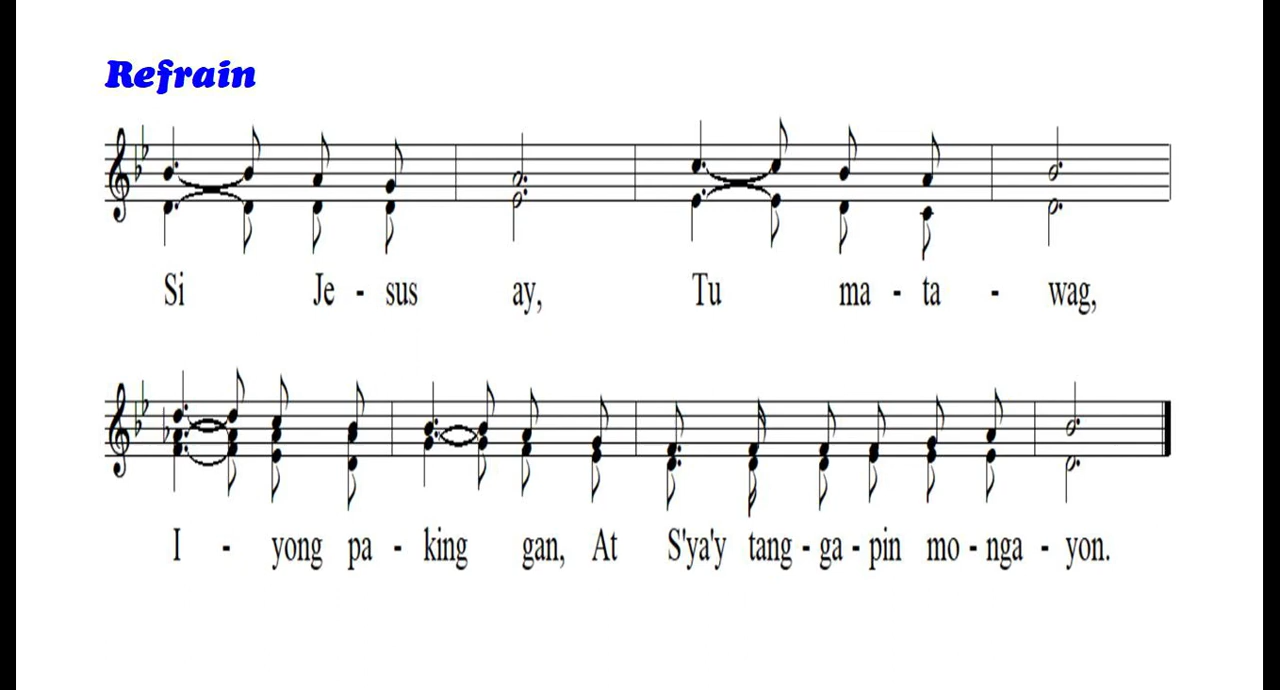 Refrain
Si Je - sus ay, Tu ma - ta - wag,
I - yong pa - king gan, At S'ya'y tang - ga - pin mo - nga - yon.